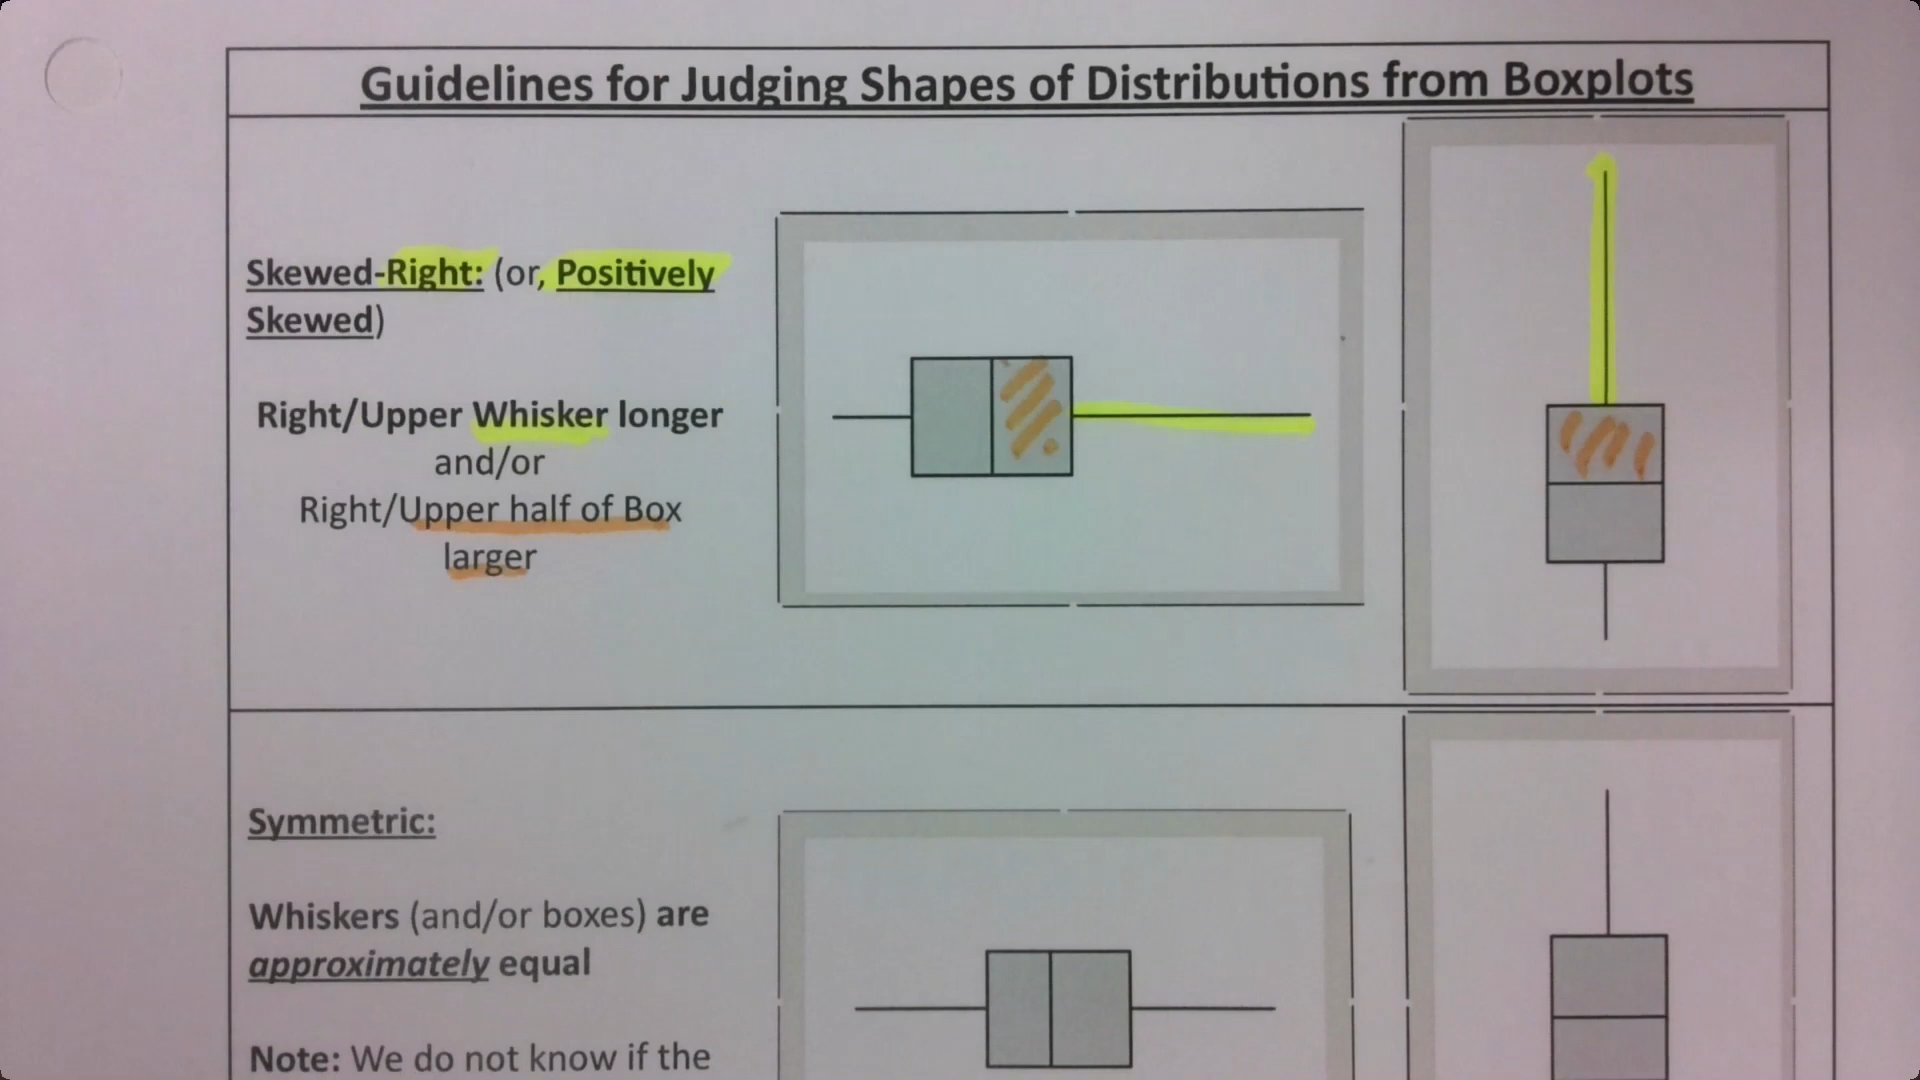 Guidelines for Judging Shapes of Distributions from Boxplots
Skewed-Right: (or, Positively
Skewed)
Right/Upper Whisker longer
and/or
Right/Upper half of Box
larger
Symmetric:
Whiskers (and/or boxes) are
approximately equal
Note: We do not know if the